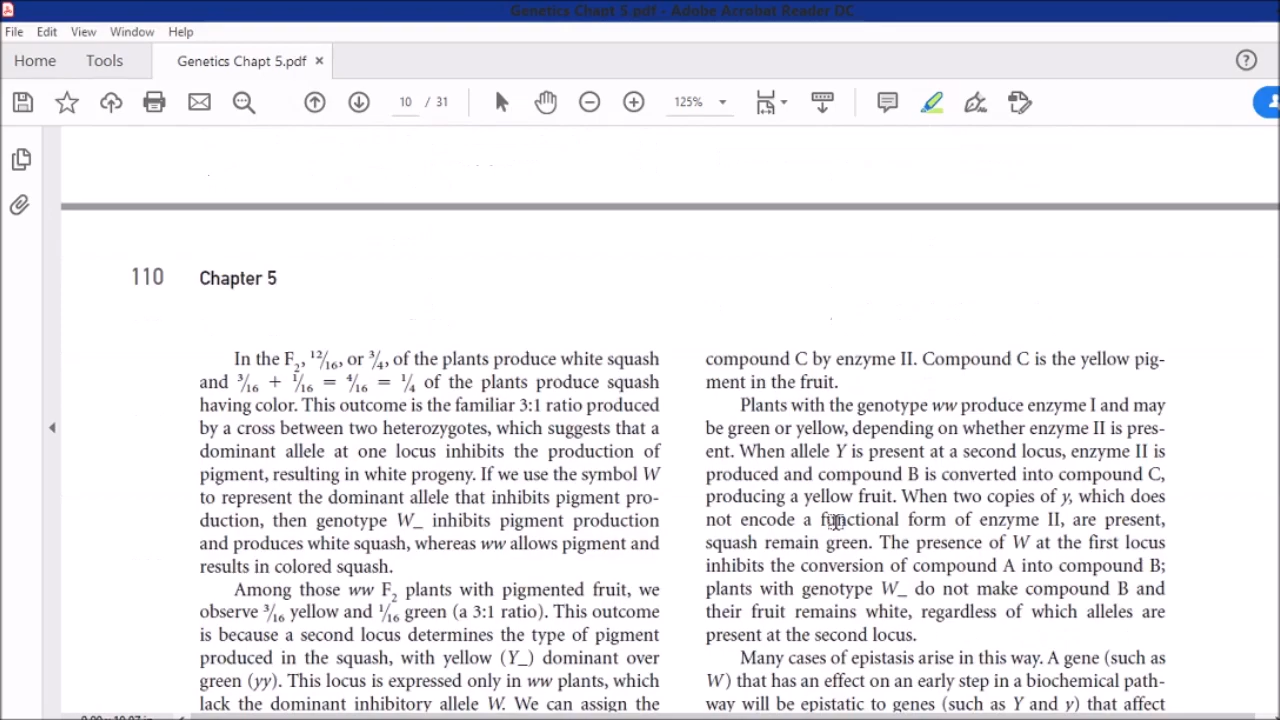 Genetics Chapt 5.pdf - Adobe Acrobat Reader DC
File Edit View Window Help
Home Tools Genetics Chapt 5.pdf ×
10 / 31 125%
110 Chapter 5
In the F2, 12/16, or 3/4, of the plants produce white squash
and 3/16 + 1/16 = 4/16 = 1/4 of the plants produce squash
having color. This outcome is the familiar 3:1 ratio produced
by a cross between two heterozygotes, which suggests that a
dominant allele at one locus inhibits the production of
pigment, resulting in white progeny. If we use the symbol W
to represent the dominant allele that inhibits pigment pro-
duction, then genotype W_ inhibits pigment production
and produces white squash, whereas ww allows pigment and
results in colored squash.
Among those ww F2 plants with pigmented fruit, we
observe 3/16 yellow and 1/16 green (a 3:1 ratio). This outcome
is because a second locus determines the type of pigment
produced in the squash, with yellow (Y_) dominant over
green (yy). This locus is expressed only in ww plants, which
lack the dominant inhibitory allele W. We can assign the
compound C by enzyme II. Compound C is the yellow pig-
ment in the fruit.
Plants with the genotype ww produce enzyme I and may
be green or yellow, depending on whether enzyme II is pres-
ent. When allele Y is present at a second locus, enzyme II is
produced and compound B is converted into compound C,
producing a yellow fruit. When two copies of y, which does
not encode a functional form of enzyme II, are present,
squash remain green. The presence of W at the first locus
inhibits the conversion of compound A into compound B;
plants with genotype W_ do not make compound B and
their fruit remains white, regardless of which alleles are
present at the second locus.
Many cases of epistasis arise in this way. A gene (such as
W) that has an effect on an early step in a biochemical path-
way will be epistatic to genes (such as Y and y) that affect